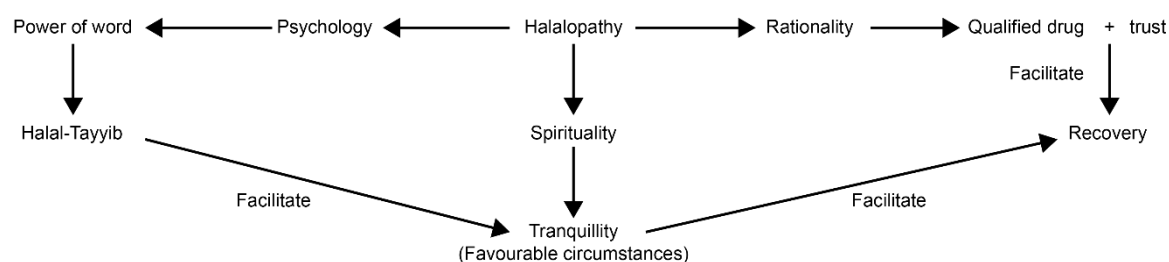 Power of word Psychology Halalopathy Rationality Qualified drug + trust
Facilitate
Halal-Tayyib Spirituality Recovery
Facilitate Facilitate
Tranquillity
(Favourable circumstances)